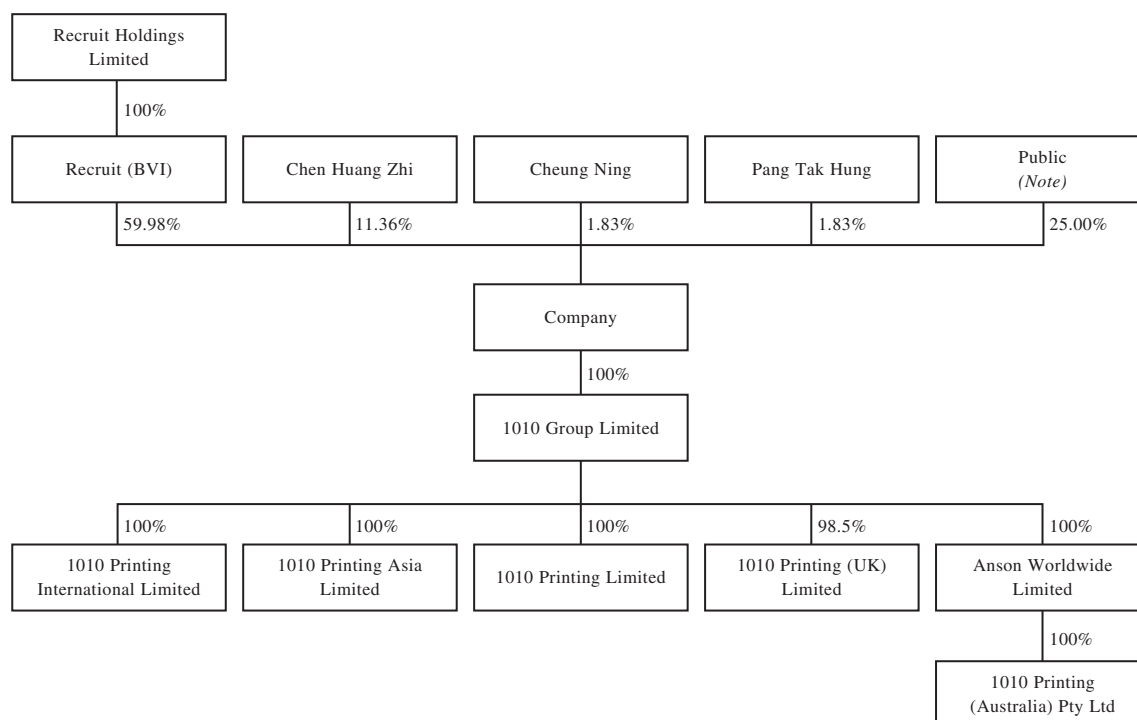 Recruit Holdings
Limited
100%
Recruit (BVI)
Chen Huang Zhi
Cheung Ning
Pang Tak Hung
Public
(Note)
59.98%
11.36%
1.83%
1.83%
25.00%
Company
100%
1010 Group Limited
100%
100%
100%
98.5%
100%
1010 Printing
International Limited
1010 Printing Asia
Limited
1010 Printing Limited
1010 Printing (UK)
Limited
Anson Worldwide
Limited
100%
1010 Printing
(Australia) Pty Ltd